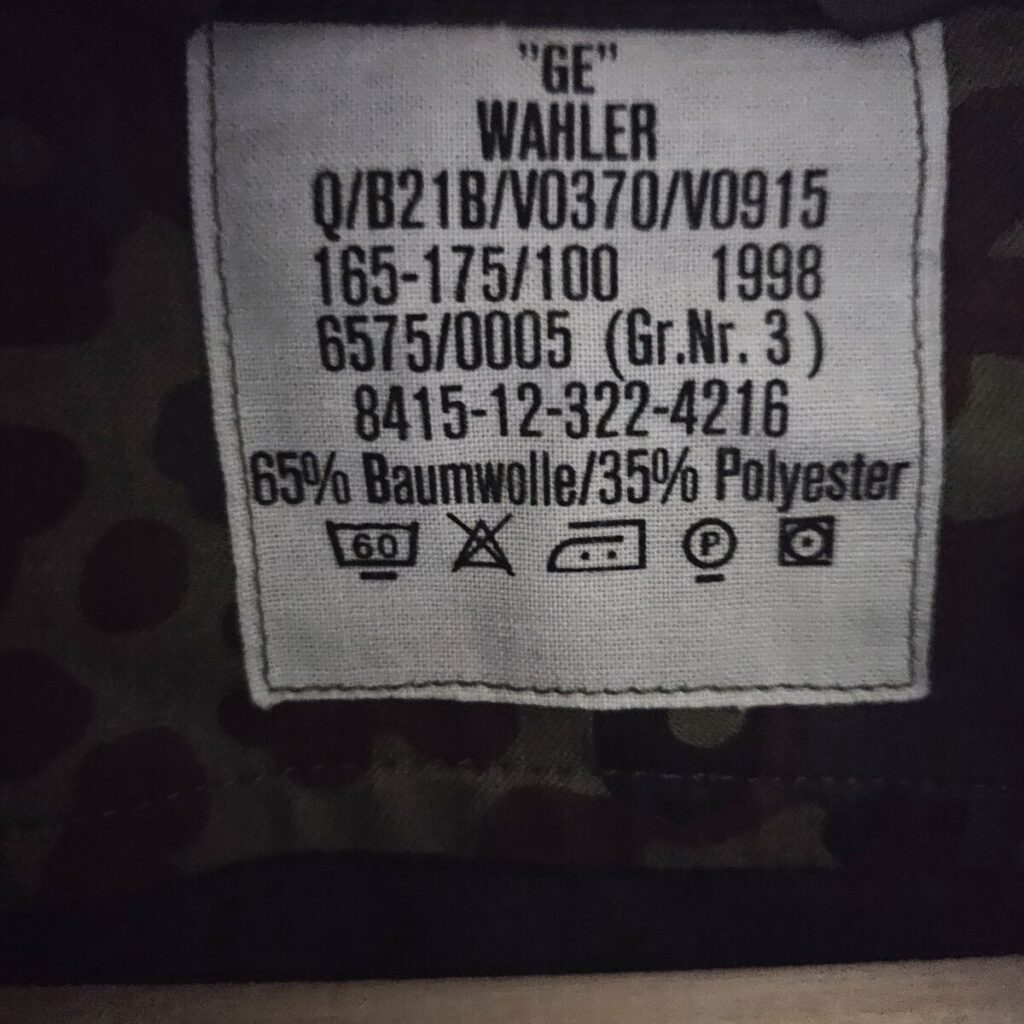 "GE"
WAHLER
Q/B21B/V0370/V0915
165-175/100 1998
6575/0005 (Gr.Nr. 3)
8415-12-322-4216
65% Baumwolle/35% Polyester
60 P